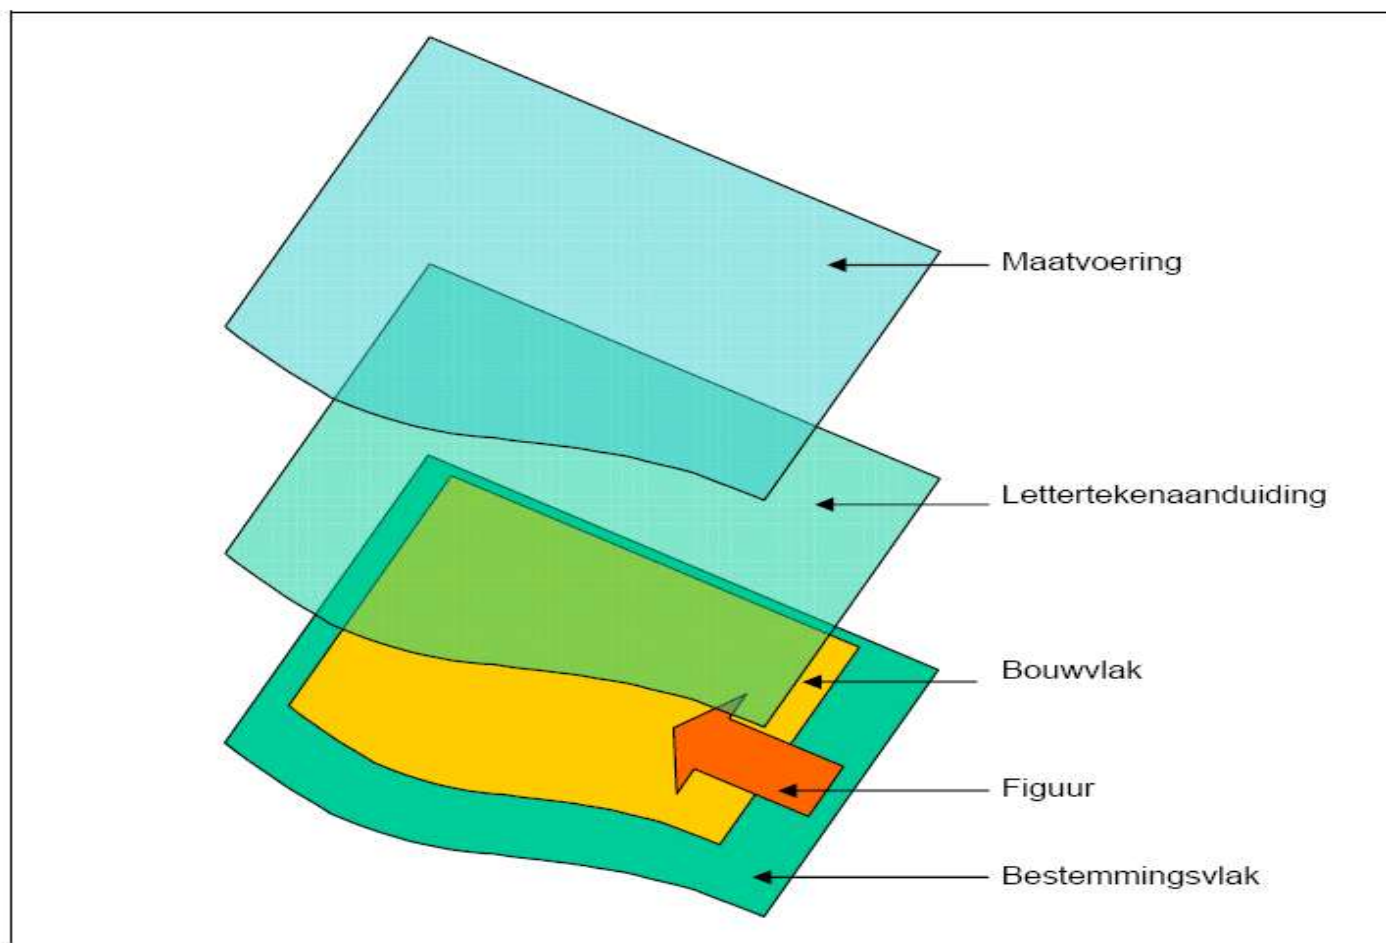 Maatvoering
Lettertekenaanduiding
Bouwvlak
Figuur
Bestemmingsvlak